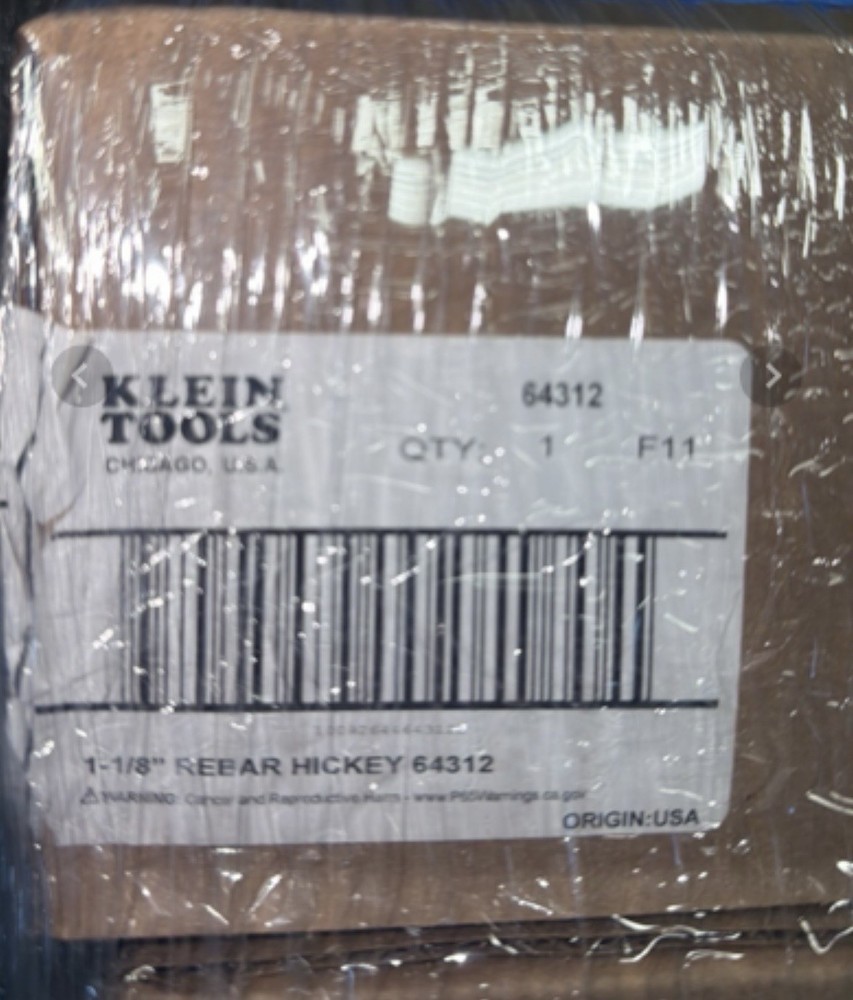 KLEIN
TOOLS
CHICAGO, U.S.A.
64312
QTY: 1 F11
1-1/8" REBAR HICKEY 64312
⚠WARNING: Cancer and Reproductive Harm - www.P65Warnings.ca.gov
ORIGIN:USA